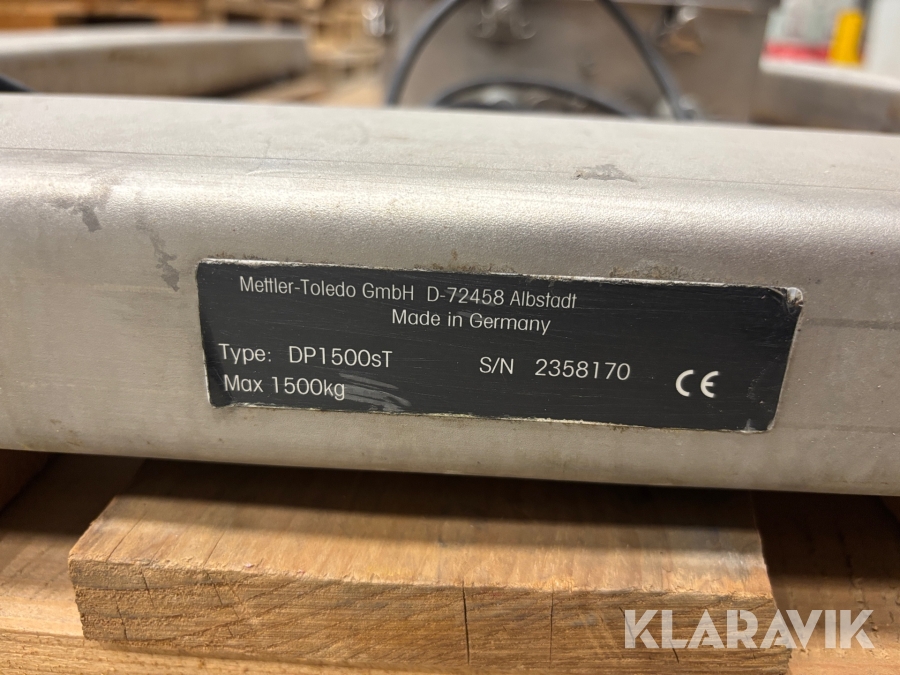 Mettler-Toledo GmbH D-72458 Albstadt
Made in Germany
Type: DP1500sT S/N 2358170
Max 1500kg CE
KLARAVIK